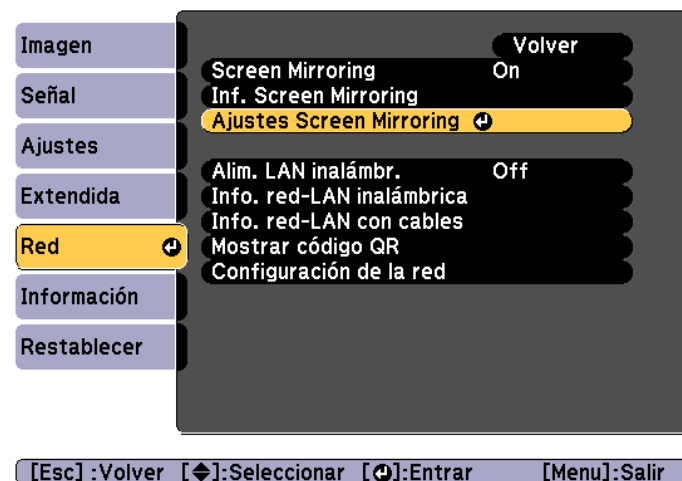 Imagen
Señal
Ajustes
Extendida
Red
Información
Restablecer
Volver
Screen Mirroring On
Inf. Screen Mirroring
Ajustes Screen Mirroring
Alim. LAN inalámbr. Off
Info. red-LAN inalámbrica
Info. red-LAN con cables
Mostrar código QR
Configuración de la red
[Esc] :Volver [◆]:Seleccionar [↵]:Entrar [Menu]:Salir